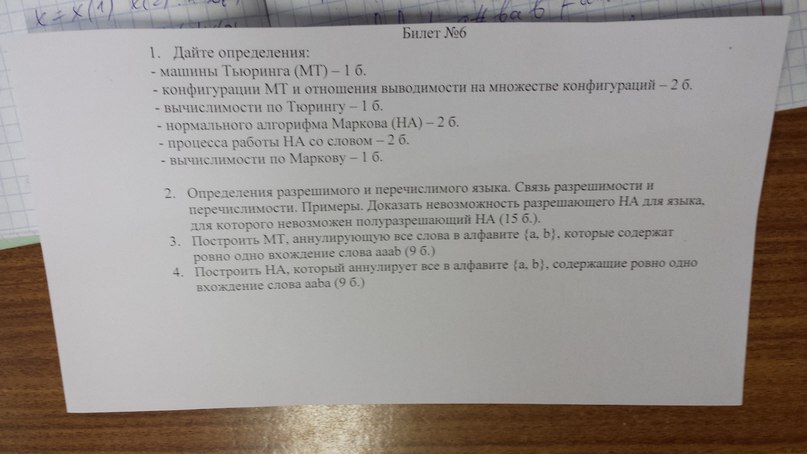 x = x(1)
Билет №6
1. Дайте определения:
- машины Тьюринга (МТ) – 1 б.
- конфигурации МТ и отношения выводимости на множестве конфигураций – 2 б.
- вычислимости по Тюрингу – 1 б.
- нормального алгорифма Маркова (НА) – 2 б.
- процесса работы НА со словом – 2 б.
- вычислимости по Маркову – 1 б.
2. Определения разрешимого и перечислимого языка. Связь разрешимости и
перечислимости. Примеры. Доказать невозможность разрешающего НА для языка,
для которого невозможен полуразрешающий НА (15 б.).
3. Построить МТ, аннулирующую все слова в алфавите {a, b}, которые содержат
ровно одно вхождение слова aaab (9 б.)
4. Построить НА, который аннулирует все в алфавите {a, b}, содержащие ровно одно
вхождение слова aaba (9 б.)